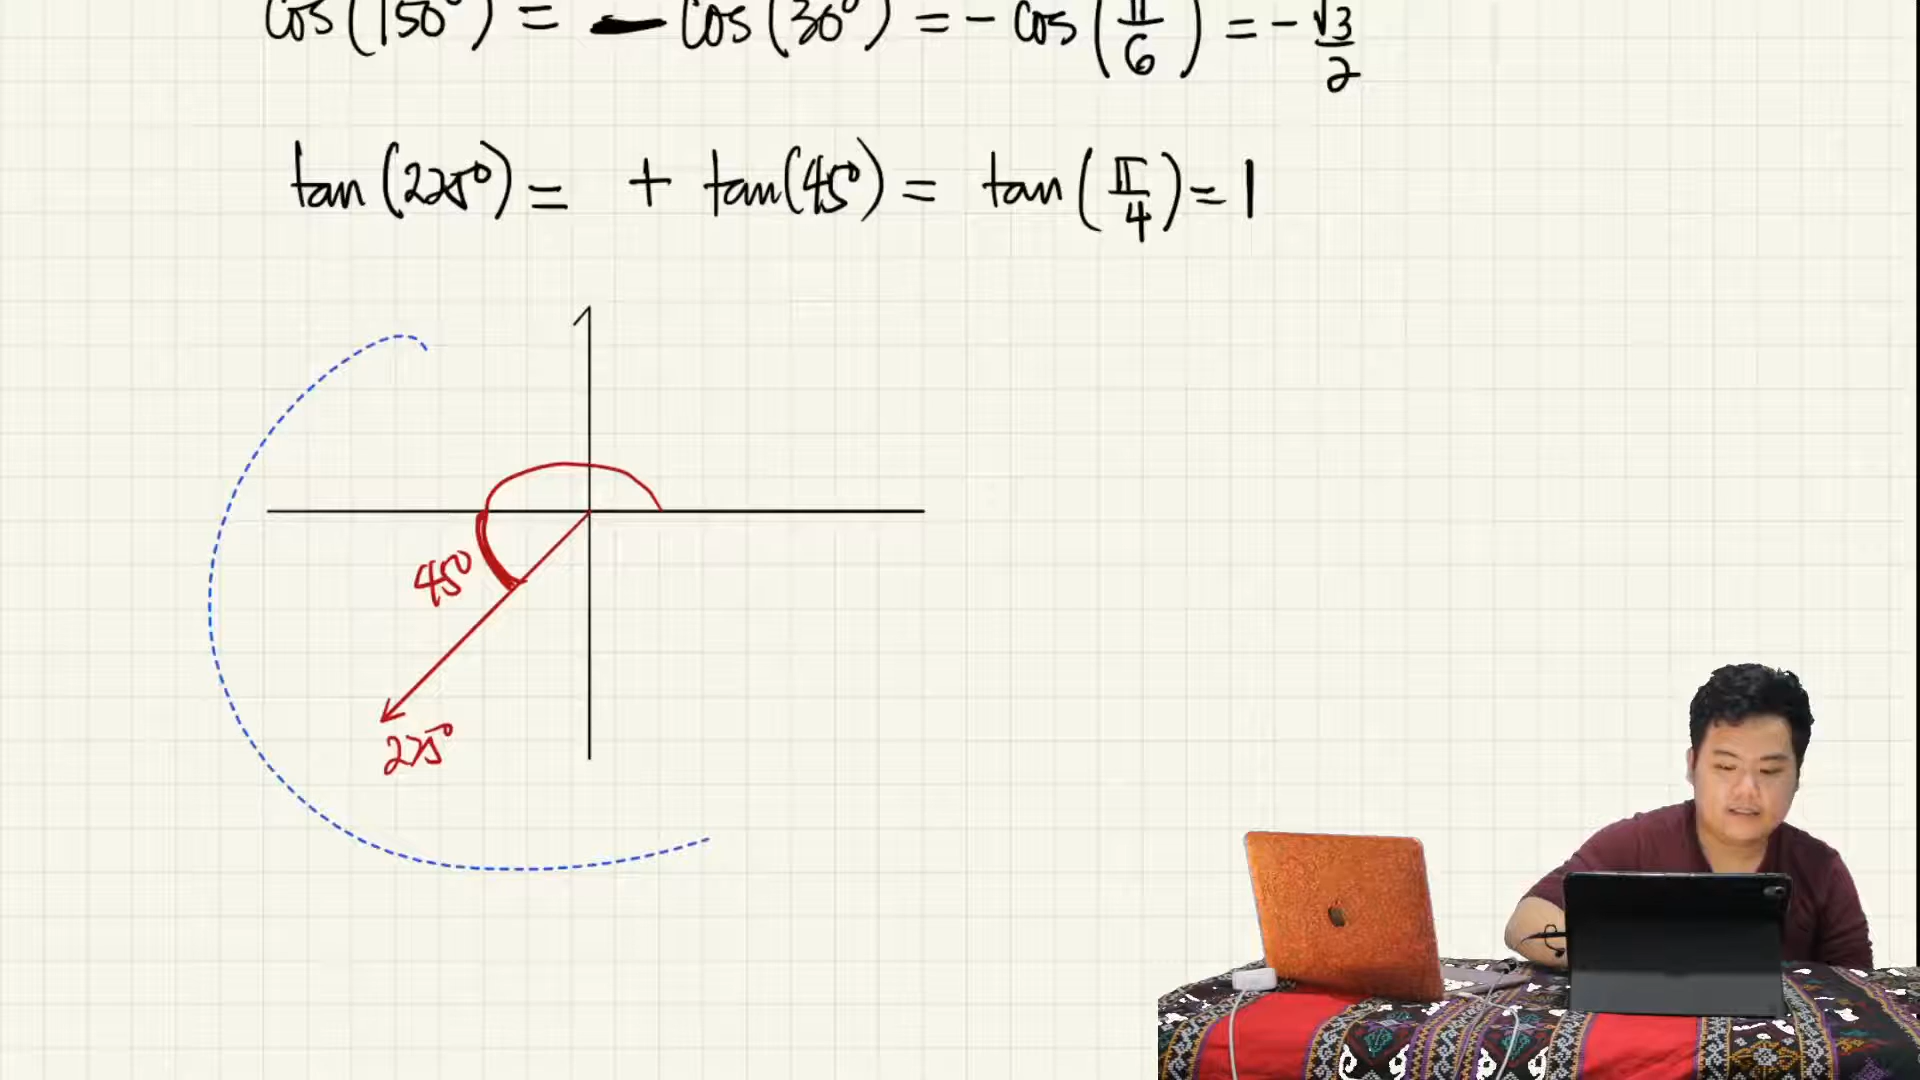 cos(150°) = - cos(30°) = - cos(π/6) = - √3/2
tan(225°) = + tan(45°) = tan(π/4) = 1
45°
225°